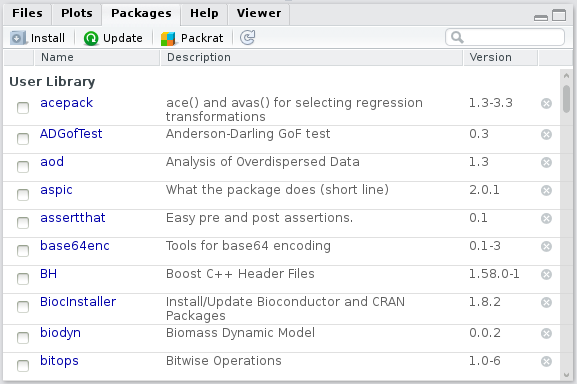 Files Plots Packages Help Viewer
Install Update Packrat
Name Description Version
User Library
acepack ace() and avas() for selecting regression 1.3-3.3
transformations
ADGofTest Anderson-Darling GoF test 0.3
aod Analysis of Overdispersed Data 1.3
aspic What the package does (short line) 2.0.1
assertthat Easy pre and post assertions. 0.1
base64enc Tools for base64 encoding 0.1-3
BH Boost C++ Header Files 1.58.0-1
BiocInstaller Install/Update Bioconductor and CRAN 1.8.2
Packages
biodyn Biomass Dynamic Model 0.0.2
bitops Bitwise Operations 1.0-6